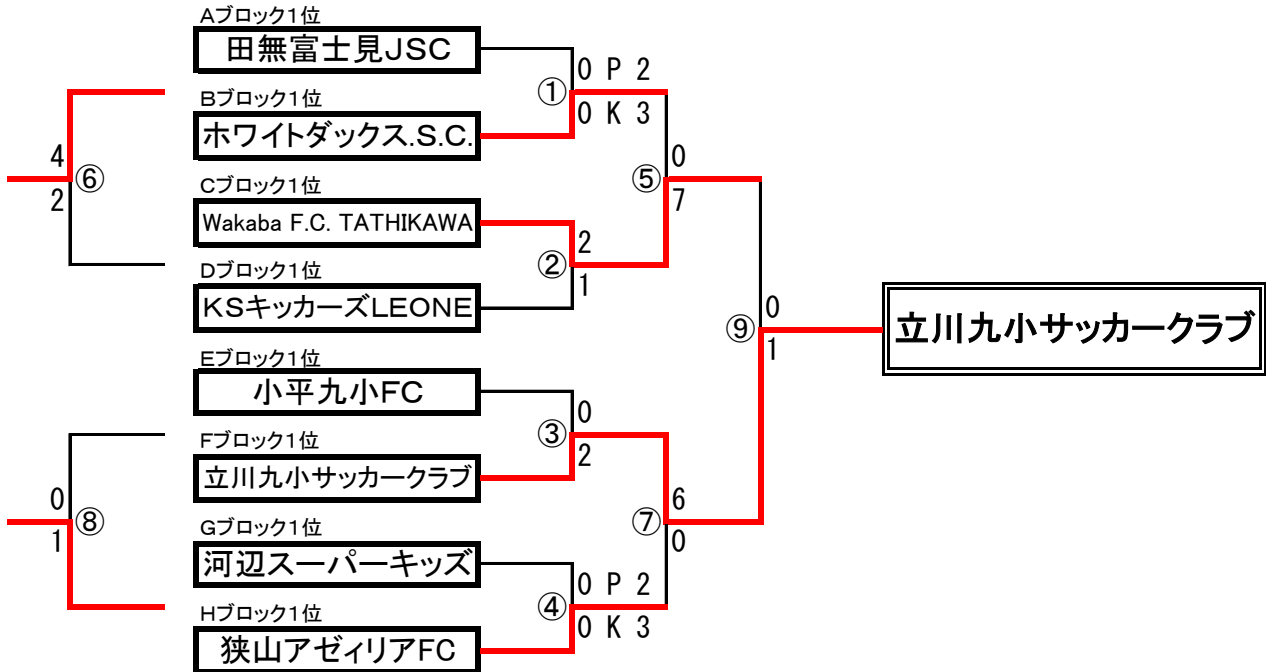 Aブロック1位
田無富士見JSC
0 P 2
①
Bブロック1位
0 K 3
ホワイトダックス.S.C.
4
⑥
2
0
⑤
7
Cブロック1位
Wakaba F.C. TATHIKAWA
2
②
1
Dブロック1位
KSキッカーズLEONE
0
⑨
1
立川九小サッカークラブ
Eブロック1位
小平九小FC
0
③
2
Fブロック1位
立川九小サッカークラブ
0
⑧
1
6
⑦
0
Gブロック1位
河辺スーパーキッズ
0 P 2
④
0 K 3
Hブロック1位
狭山アゼィリアFC